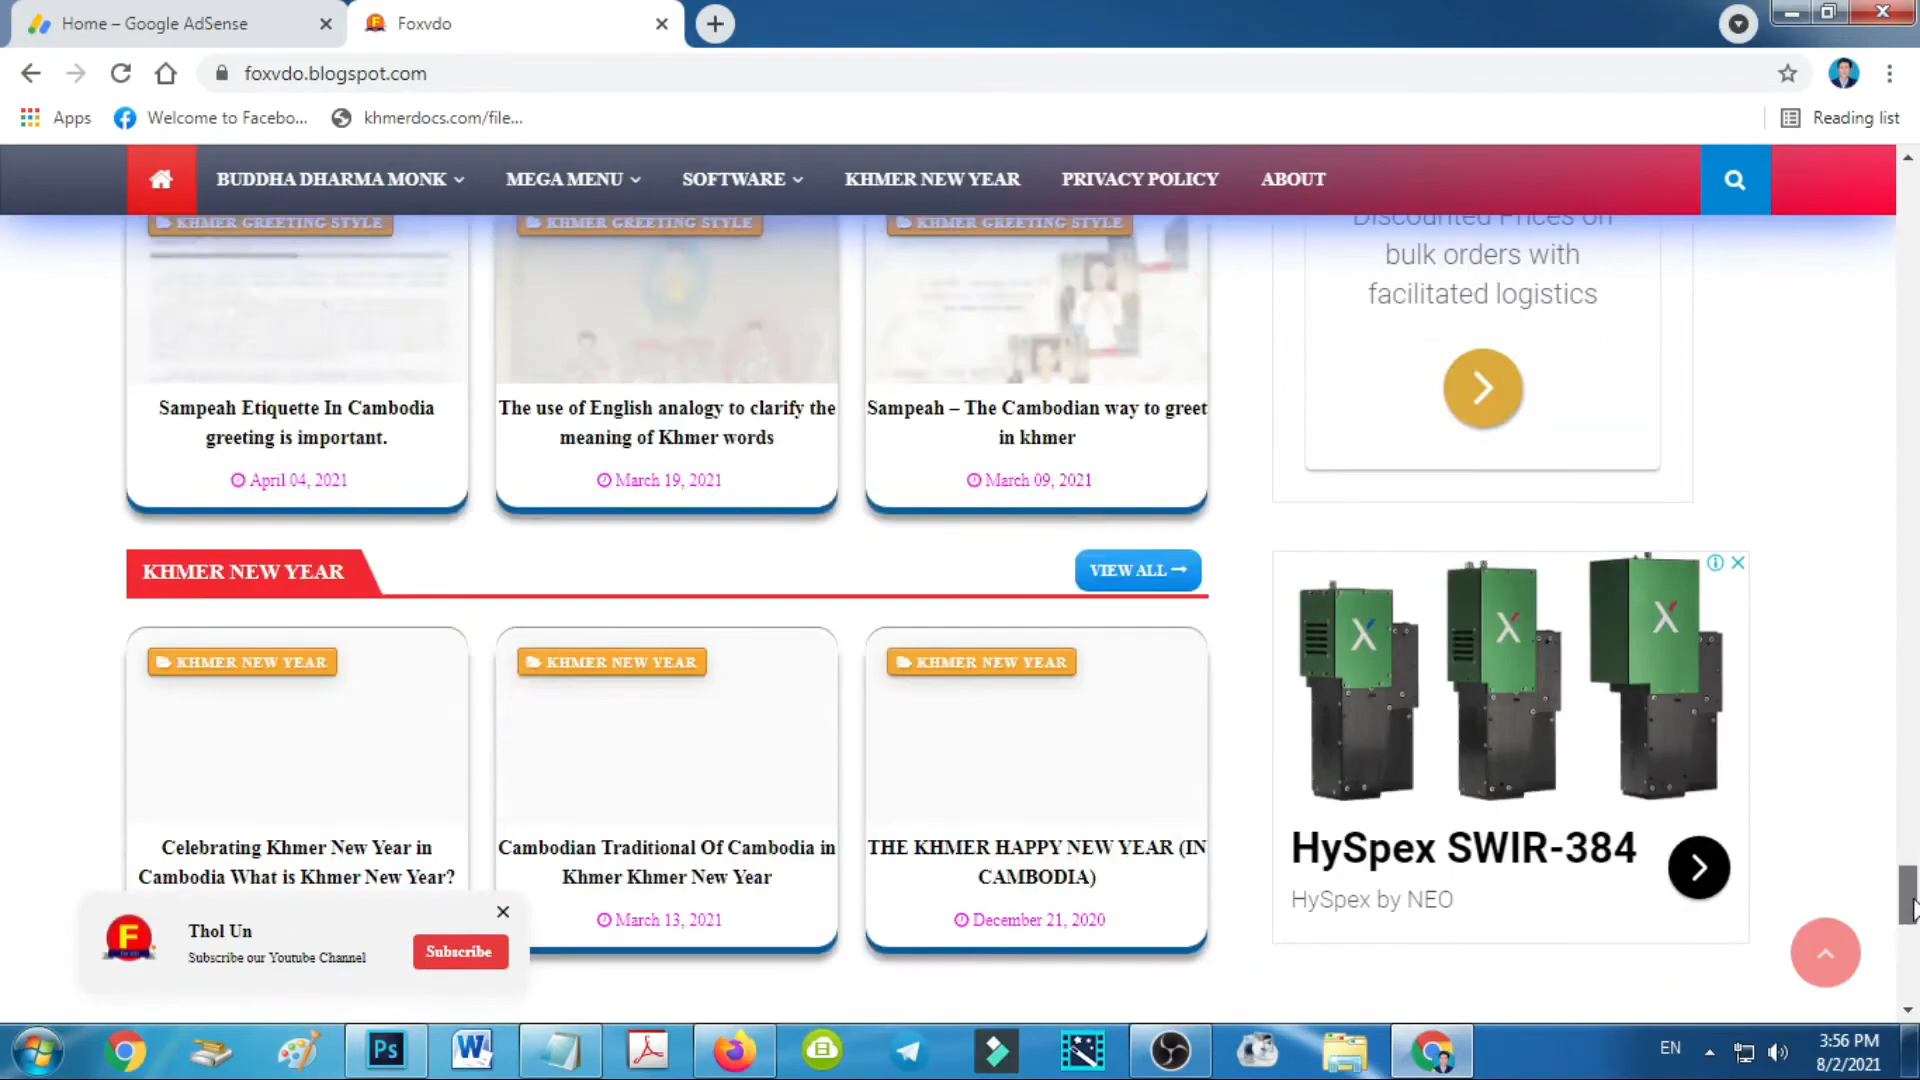 Home – Google AdSense
Foxvdo
foxvdo.blogspot.com
Apps
Welcome to Facebo...
khmerdocs.com/file...
Reading list
BUDDHA DHARMA MONK
MEGA MENU
SOFTWARE
KHMER NEW YEAR
PRIVACY POLICY
ABOUT
KHMER GREETING STYLE
KHMER GREETING STYLE
KHMER GREETING STYLE
Discounted Prices on
bulk orders with
facilitated logistics
Sampeah Etiquette In Cambodia
greeting is important.
April 04, 2021
The use of English analogy to clarify the
meaning of Khmer words
March 19, 2021
Sampeah – The Cambodian way to greet
in khmer
March 09, 2021
KHMER NEW YEAR
VIEW ALL
KHMER NEW YEAR
KHMER NEW YEAR
KHMER NEW YEAR
Celebrating Khmer New Year in
Cambodia What is Khmer New Year?
Cambodian Traditional Of Cambodia in
Khmer Khmer New Year
March 13, 2021
THE KHMER HAPPY NEW YEAR (IN
CAMBODIA)
December 21, 2020
HySpex SWIR-384
HySpex by NEO
F
Thol Un
Subscribe our Youtube Channel
Subscribe
Ps
W
EN
3:56 PM
8/2/2021